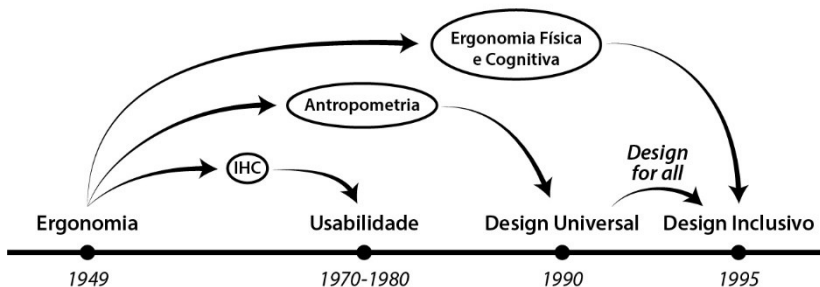 Ergonomia Física
e Cognitiva
Antropometria
IHC
Design
for all
Ergonomia
Usabilidade
Design Universal
Design Inclusivo
1949
1970-1980
1990
1995